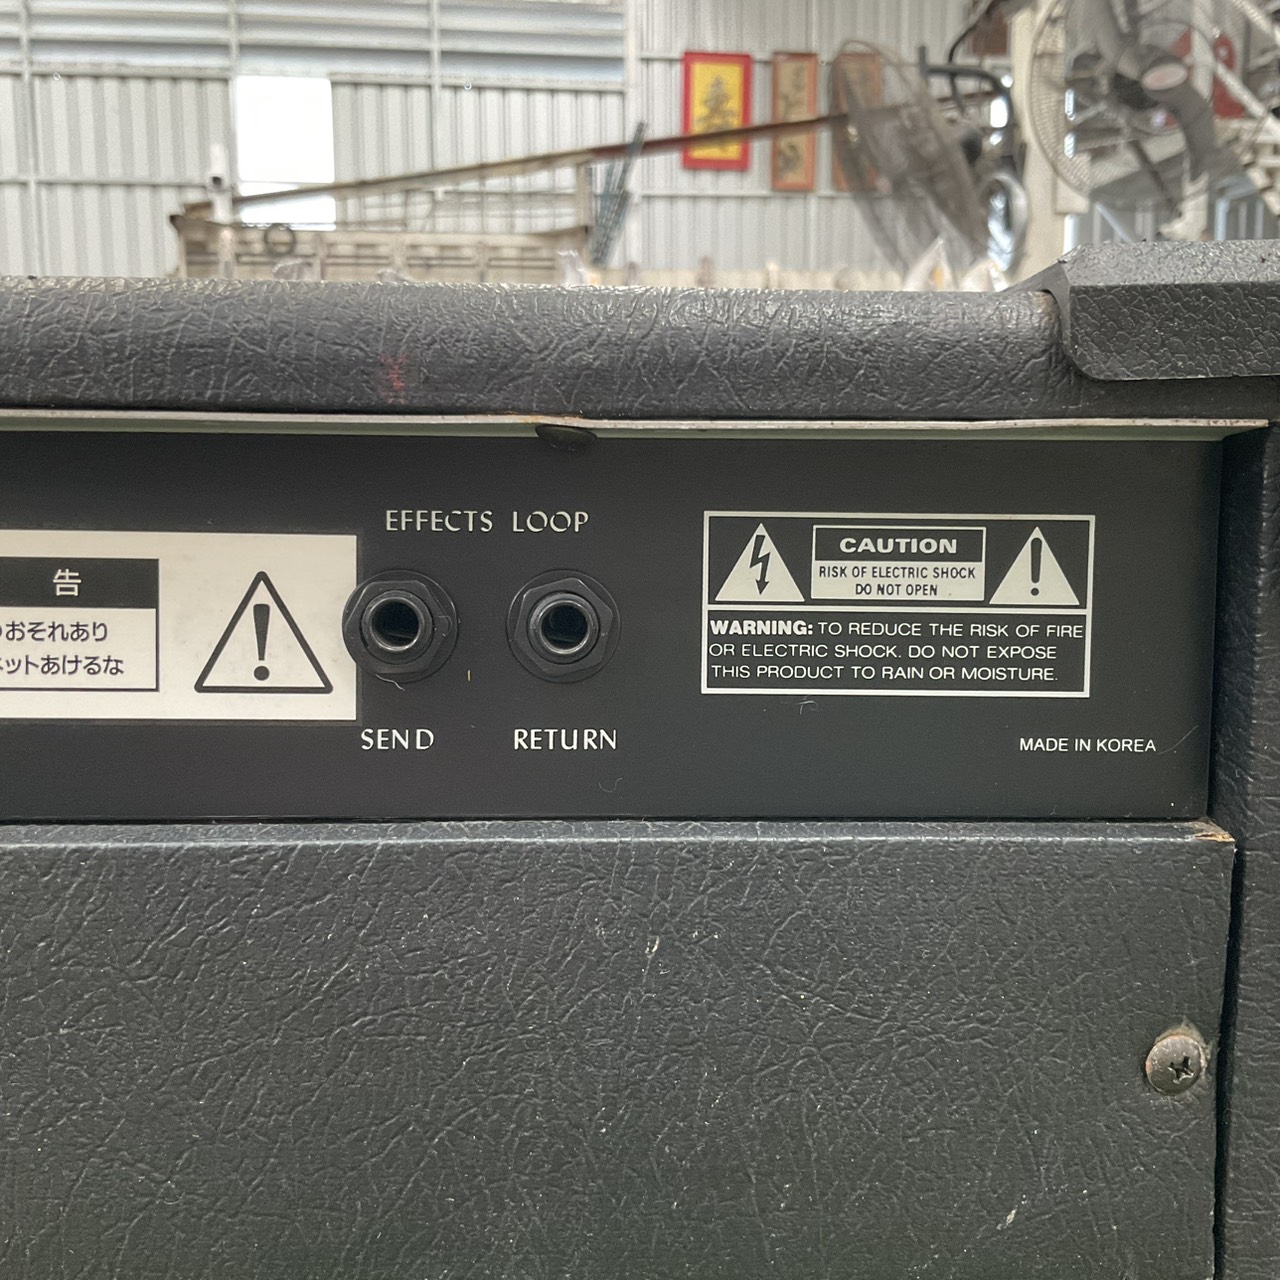 告
おそれあり
ネットあけるな
EFFECTS LOOP
SEND
RETURN
CAUTION
RISK OF ELECTRIC SHOCK
DO NOT OPEN
WARNING: TO REDUCE THE RISK OF FIRE
OR ELECTRIC SHOCK. DO NOT EXPOSE
THIS PRODUCT TO RAIN OR MOISTURE.
MADE IN KOREA